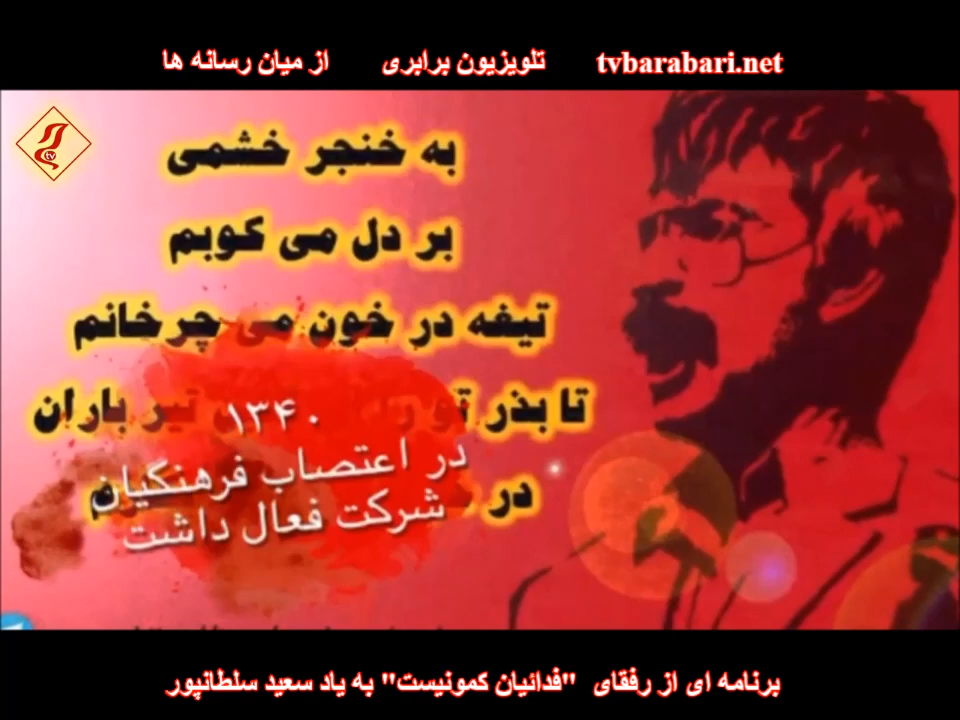 از میان رسانه ها تلویزیون برابری tvbarabari.net
tv
به خنجر خشمی
بر دل می کوبم
تیغه در خون می چرخانم
تا بذر تو تیر باران
در
۱۳۴۰
در اعتصاب فرهنگیان
شرکت فعال داشت
برنامه ای از رفقای "فدائیان کمونیست" به یاد سعید سلطانپور